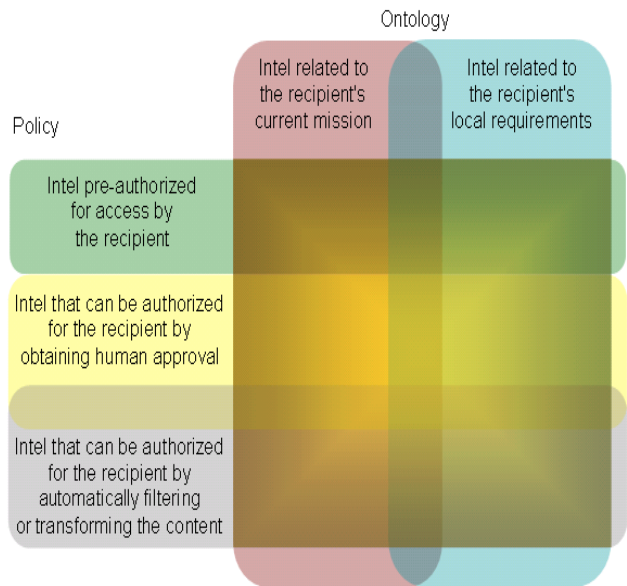 Ontology
Intel related to
the recipient's
current mission
Intel related to
the recipient's
local requirements
Policy
Intel pre-authorized
for access by
the recipient
Intel that can be authorized
for the recipient by
obtaining human approval
Intel that can be authorized
for the recipient by
automatically filtering
or transforming the content